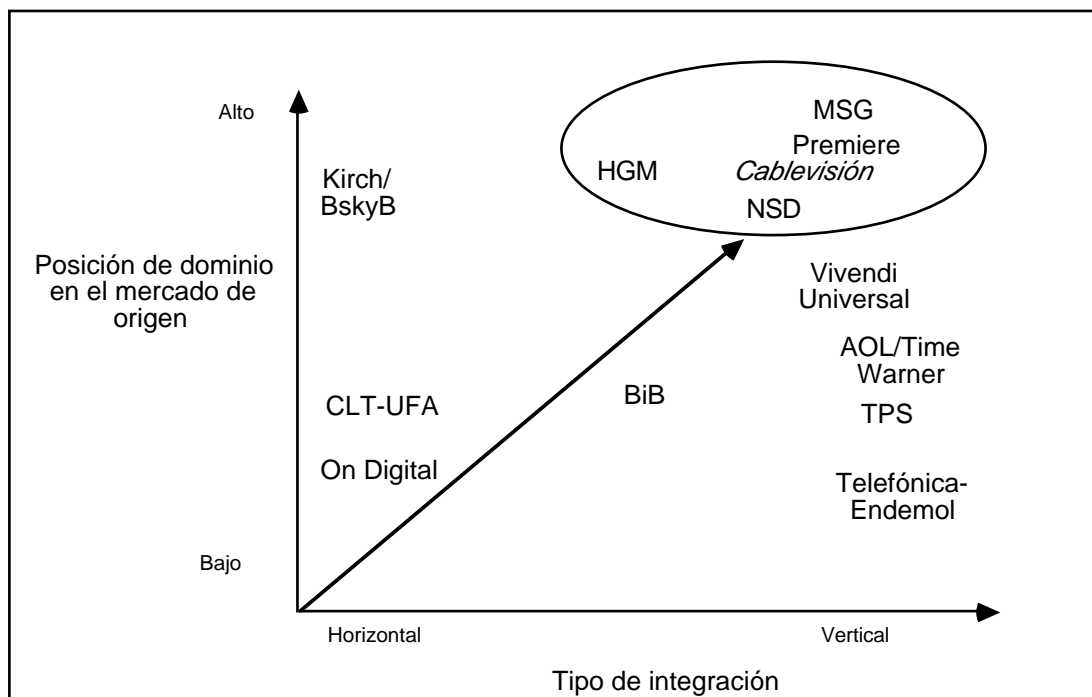 Alto
MSG
Premiere
HGM
Cablevisión
Kirch/
BskyB
NSD
Posición de dominio
en el mercado de
origen
Vivendi
Universal
AOL/Time
Warner
BiB
CLT-UFA
TPS
On Digital
Telefónica-
Endemol
Bajo
Horizontal
Vertical
Tipo de integración